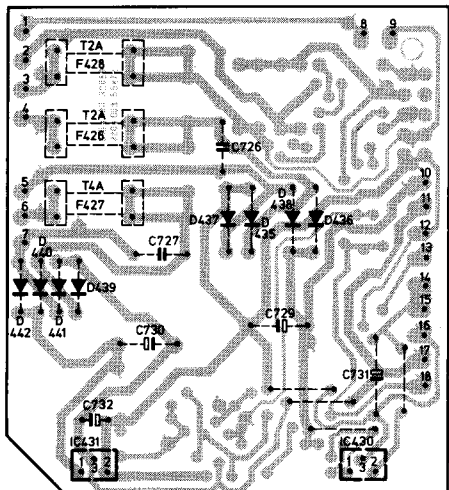 1
8
9
2
T2A
F428
3
4
T2A
F426
C726
5
T4A
F427
6
10
11
12
13
14
15
16
17
18
D437
D
435
D
438
D436
7
D
440
C727
D439
D
442
D
441
C729
C730
C731
C732
IC431
1 3 2
IC430
1 3 2